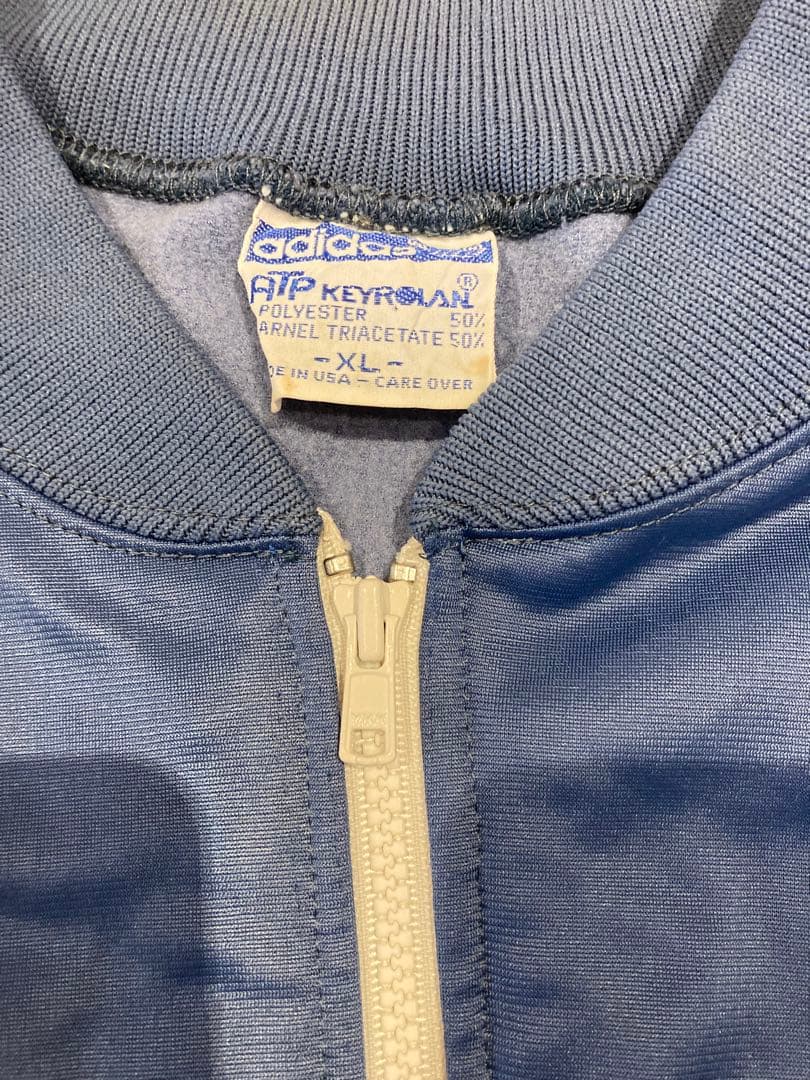 adidas
ATP KEYROLAN®
POLYESTER 50%
ARNEL TRIACETATE 50%
- XL -
DE IN USA - CARE OVER